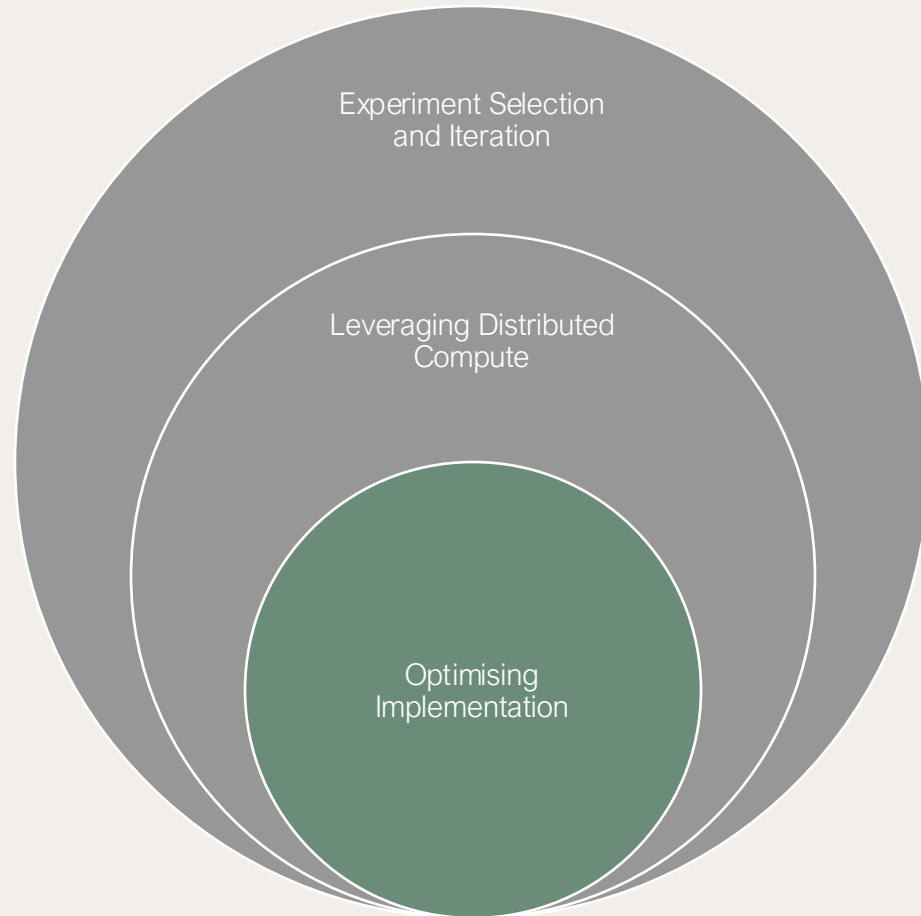 Experiment Selection
and Iteration
Leveraging Distributed
Compute
Optimising
Implementation